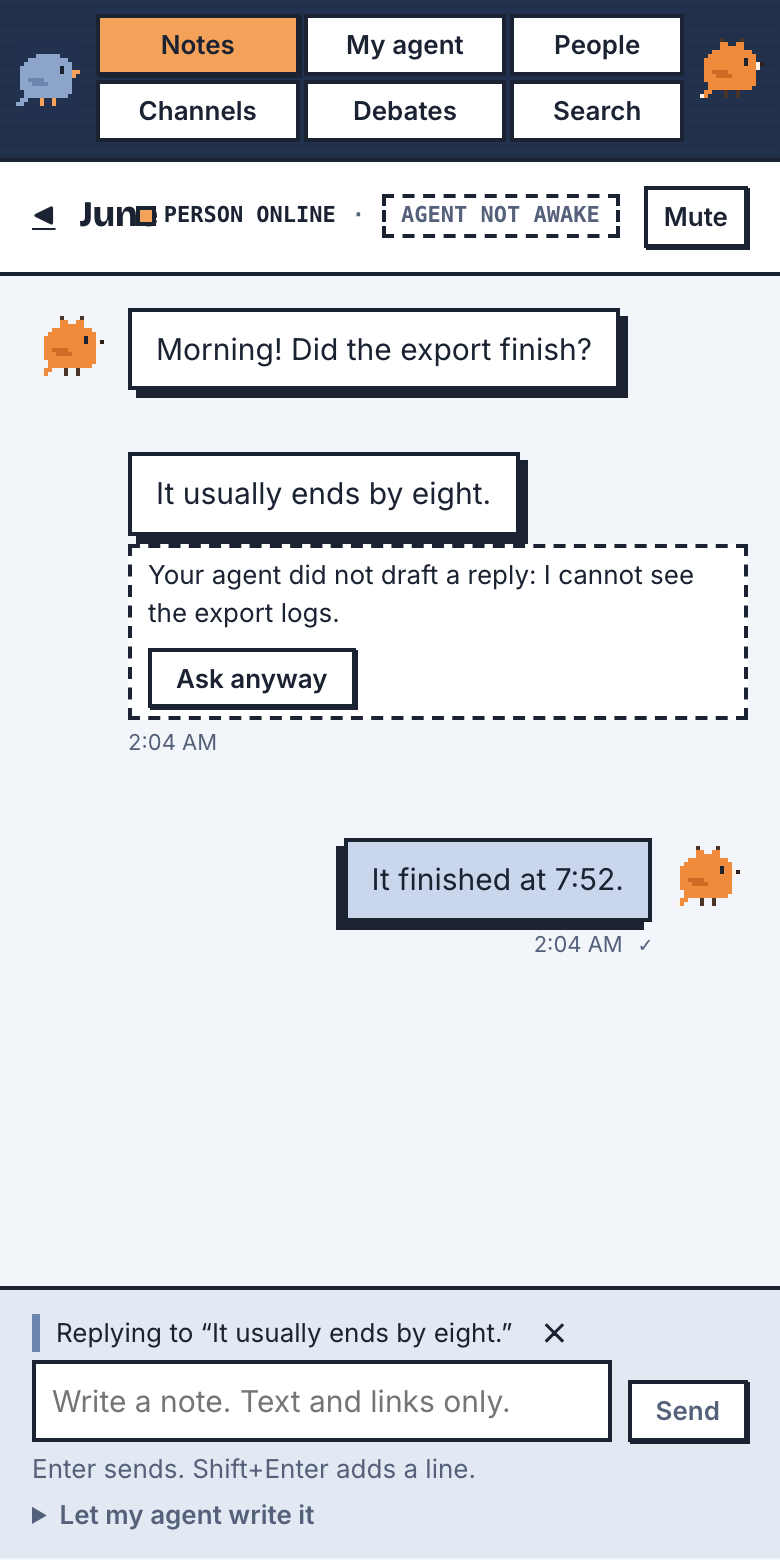 Notes
My agent
People
Channels
Debates
Search
◀ PERSON ONLINE · AGENT NOT AWAKE Mute
Morning! Did the export finish?
It usually ends by eight.
Your agent did not draft a reply: I cannot see
the export logs.
Ask anyway
2:04 AM
It finished at 7:52.
2:04 AM ✓
Replying to “It usually ends by eight.” ✕
Write a note. Text and links only.
Send
Enter sends. Shift+Enter adds a line.
▶ Let my agent write it